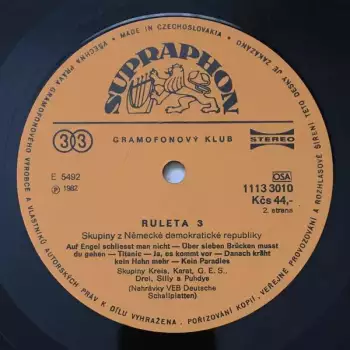 VŠECHNA PRÁVA GRAMOFONOVÉHO VÝROBCE A VLASTNÍKŮ AUTORSKÝCH PRÁV K DÍLU VYHRAŽENA. POŘIZOVÁNÍ KOPIÍ, VEŘEJNÉ PROVOZOVÁNÍ A ROZHLASOVÉ ŠÍŘENÍ TÉTO DESKY JE ZAKÁZÁNO
• MADE IN CZECHOSLOVAKIA •
SUPRAPHON
33
GRAMOFONOVÝ KLUB
STEREO
E 5492
Ⓟ 1982
OSA
1113 3010
Kčs 44,-
2. strana
RULETA 3
Skupiny z Německé demokratické republiky
Auf Engel schliesst man nicht — Über sieben Brücken musst
du gehen — Titanic — Ja, es kommt vor — Danach kräht
kein Hahn mehr — Kein Paradies
Skupiny Kreis, Karat, G. E. S.,
Drei, Silly a Puhdys
(Nahrávky VEB Deutsche
Schallplatten)